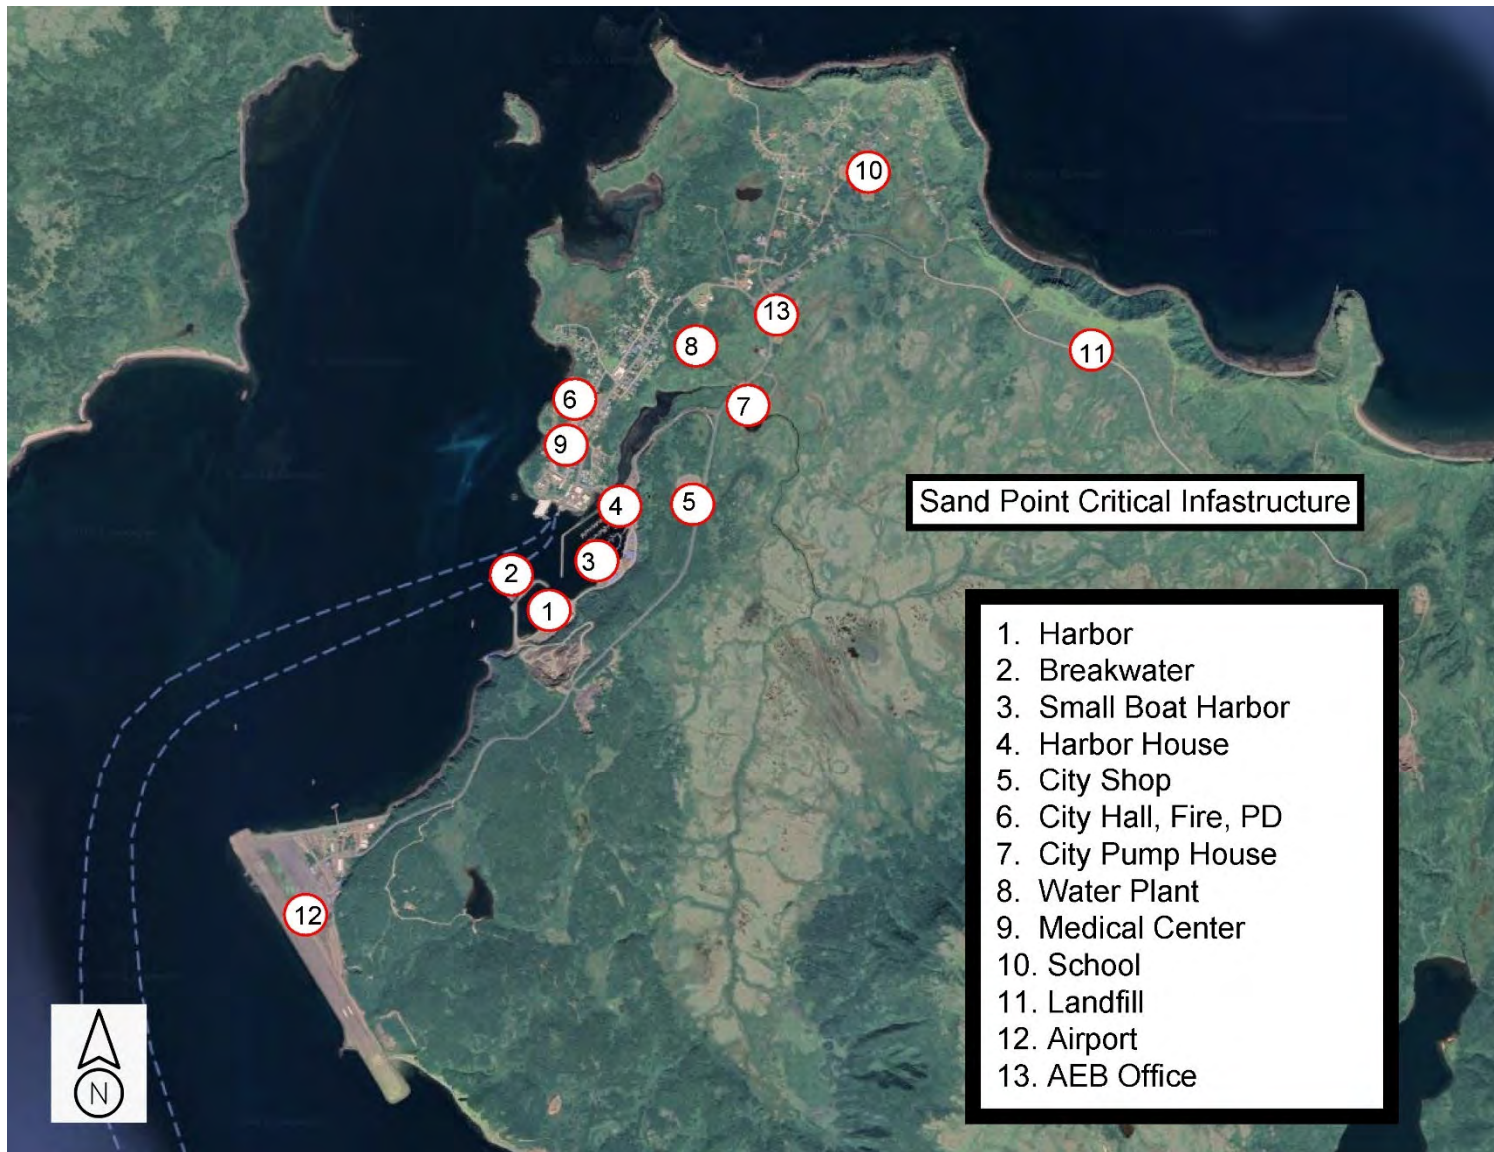 10
13
11
8
6
7
9
Sand Point Critical Infastructure
4
5
3
2
1
1. Harbor
2. Breakwater
3. Small Boat Harbor
4. Harbor House
5. City Shop
6. City Hall, Fire, PD
7. City Pump House
8. Water Plant
9. Medical Center
10. School
11. Landfill
12. Airport
13. AEB Office
12
N